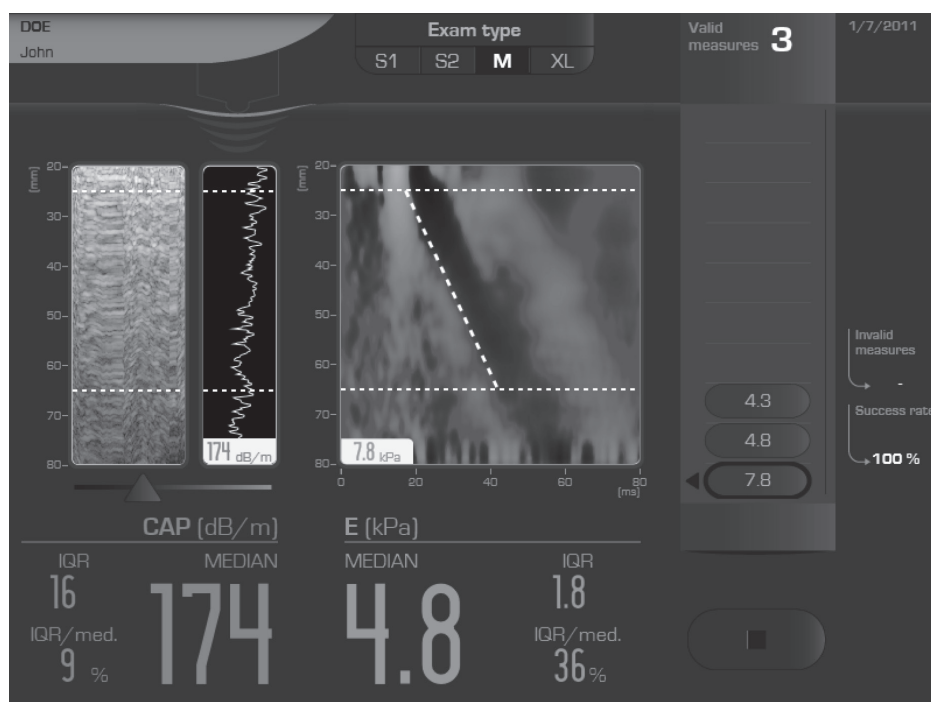 DOE
John
Exam type
S1 S2 M XL
Valid
measures 3
1/7/2011
[mm]
20
30
40
50
60
70
80
174 dB/m
[mm]
20
30
40
50
60
70
80
7.8 kPa
0 20 40 60 80
[ms]
4.3
4.8
7.8
Invalid
measures
-
Success rate
100 %
CAP (dB/m)
IQR MEDIAN
16
174
IQR/med.
9 %
E (kPa)
MEDIAN IQR
4.8
1.8
IQR/med.
36 %